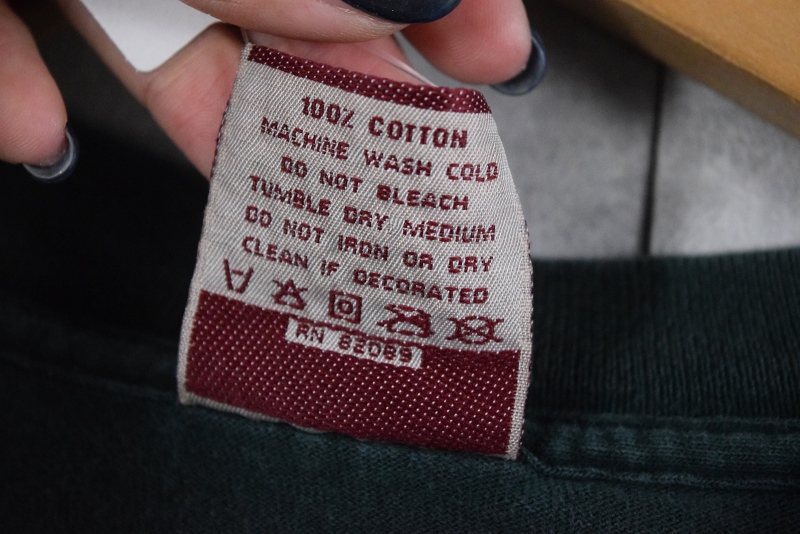 100% COTTON
MACHINE WASH COLD
DO NOT BLEACH
TUMBLE DRY MEDIUM
DO NOT IRON OR DRY
CLEAN IF DECORATED
RN 82089